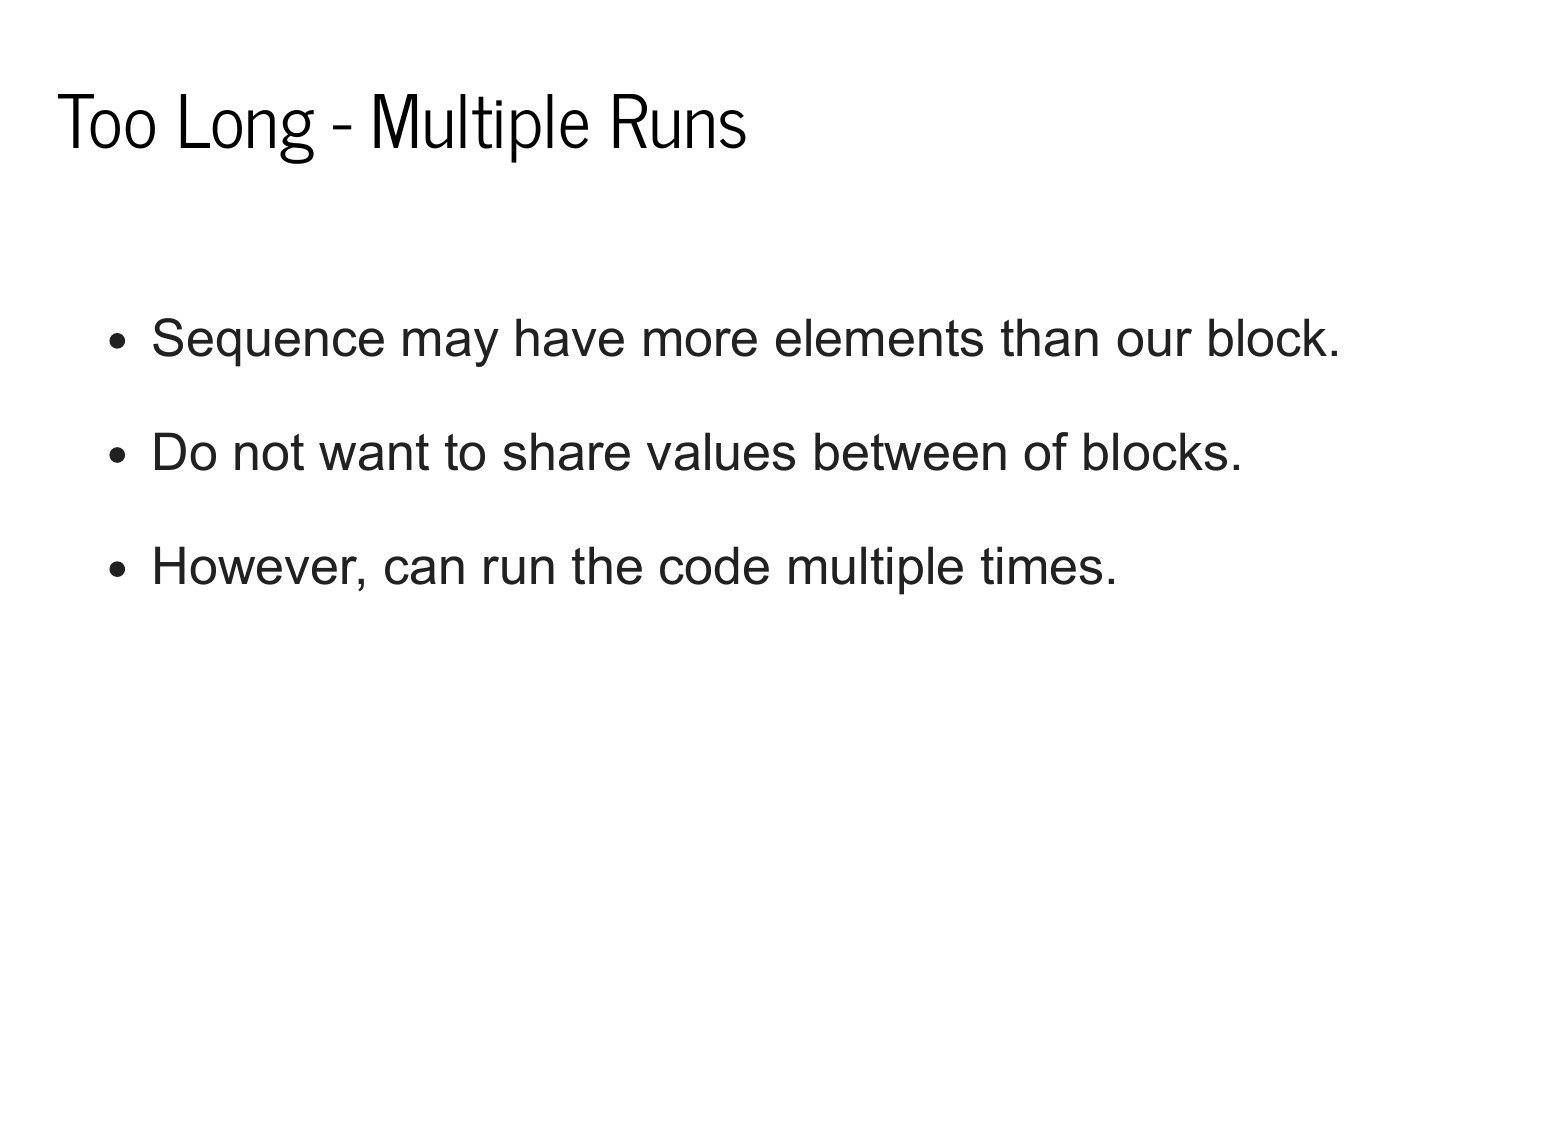 Too Long - Multiple Runs
• Sequence may have more elements than our block.
• Do not want to share values between of blocks.
• However, can run the code multiple times.